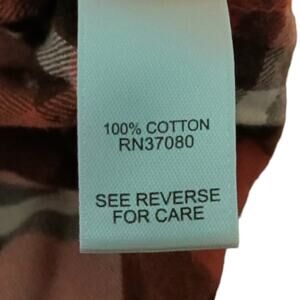 100% COTTON
RN37080
SEE REVERSE
FOR CARE